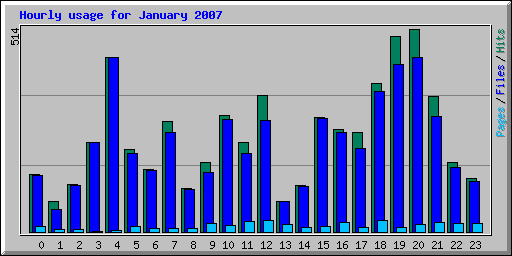 Hourly usage for January 2007
514
Pages / Files / Hits
0 1 2 3 4 5 6 7 8 9 10 11 12 13 14 15 16 17 18 19 20 21 22 23